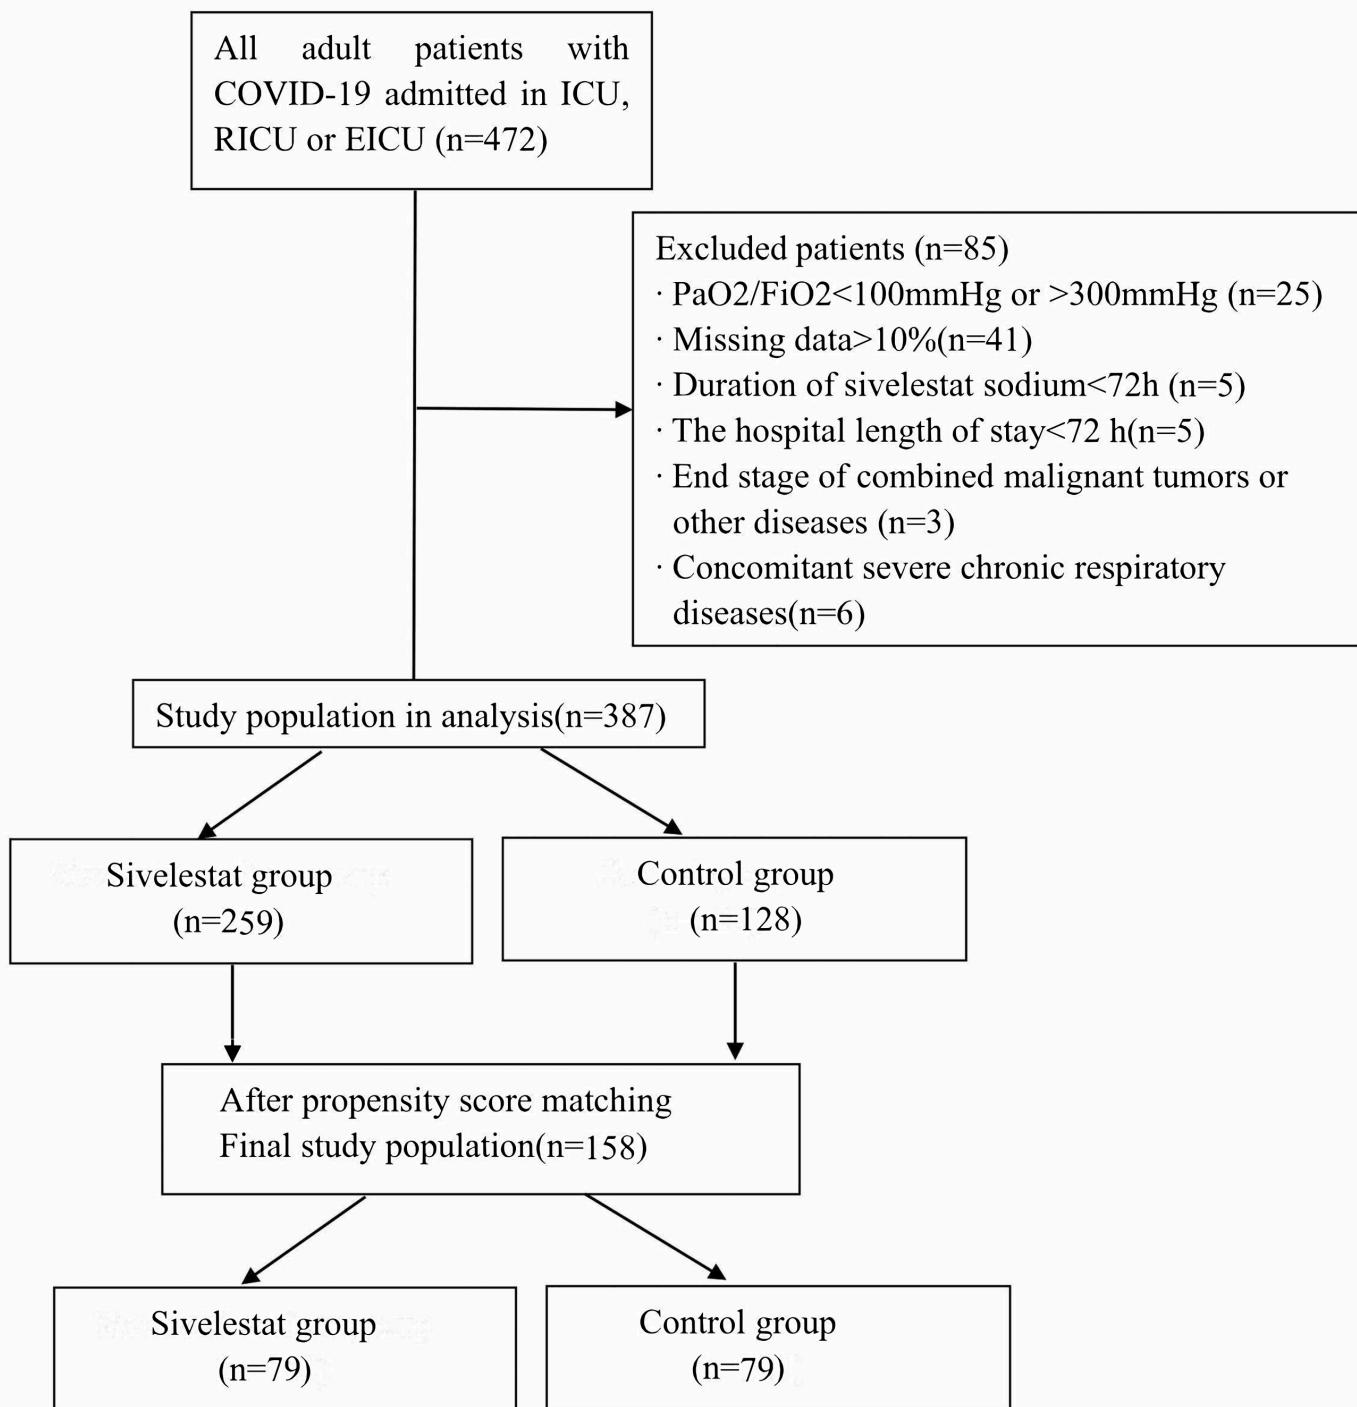 All adult patients with
COVID-19 admitted in ICU,
RICU or EICU (n=472)
Excluded patients (n=85)
· PaO2/FiO2<100mmHg or >300mmHg (n=25)
· Missing data>10%(n=41)
· Duration of sivelestat sodium<72h (n=5)
· The hospital length of stay<72 h(n=5)
· End stage of combined malignant tumors or
other diseases (n=3)
· Concomitant severe chronic respiratory
diseases(n=6)
Study population in analysis(n=387)
Sivelestat group
(n=259)
Control group
(n=128)
After propensity score matching
Final study population(n=158)
Sivelestat group
(n=79)
Control group
(n=79)